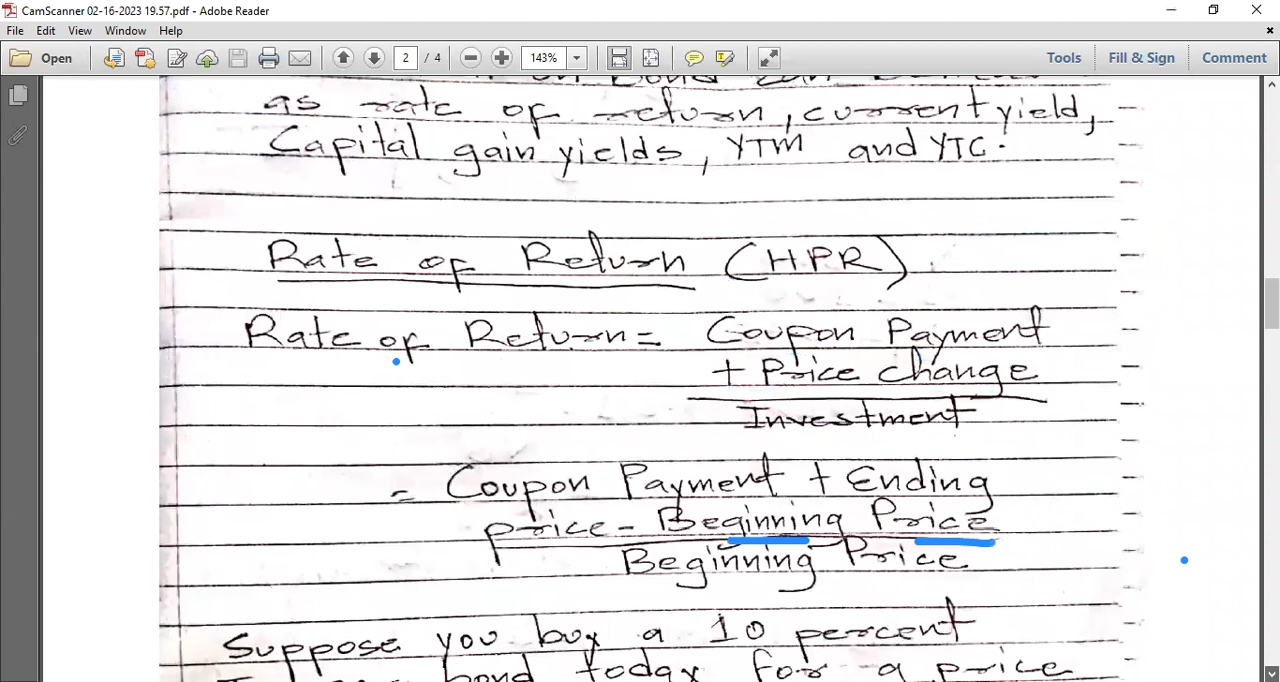 CamScanner 02-16-2023 19.57.pdf - Adobe Reader
File Edit View Window Help
Open 2 / 4 143% Tools Fill & Sign Comment
as rate of return, current yield,
Capital gain yields, YTM and YTC.
Rate of Return (HPR)
Rate of Return = Coupon Payment
+ Price change
Investment
= Coupon Payment + Ending
price - Beginning Price
Beginning Price
Suppose you buy a 10 percent
bond today for a price